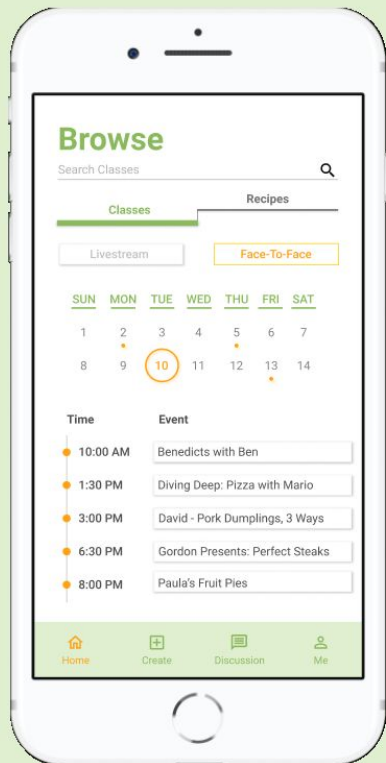 Browse
Search Classes
Classes
Recipes
Livestream
Face-To-Face
SUN MON TUE WED THU FRI SAT
1 2 3 4 5 6 7
8 9 10 11 12 13 14
Time Event
10:00 AM Benedicts with Ben
1:30 PM Diving Deep: Pizza with Mario
3:00 PM David - Pork Dumplings, 3 Ways
6:30 PM Gordon Presents: Perfect Steaks
8:00 PM Paula's Fruit Pies
Home Create Discussion Me